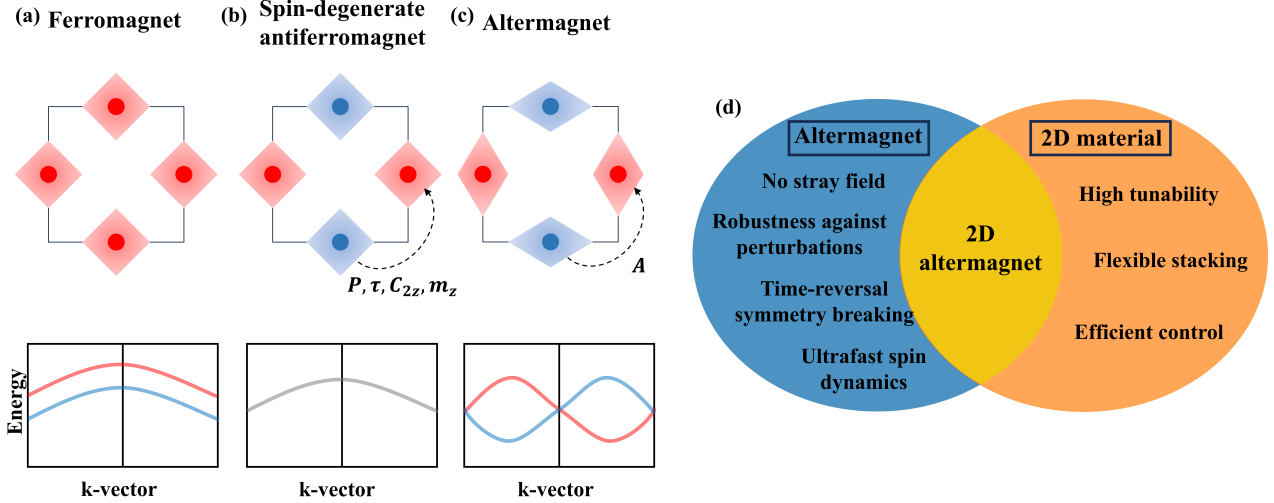 (a) Ferromagnet
(b) Spin-degenerate
antiferromagnet
(c) Altermagnet
P, τ, C₂z, m_z
A
Energy
k-vector
k-vector
k-vector
(d)
Altermagnet
No stray field
Robustness against
perturbations
Time-reversal
symmetry breaking
Ultrafast spin
dynamics
2D
altermagnet
2D material
High tunability
Flexible stacking
Efficient control